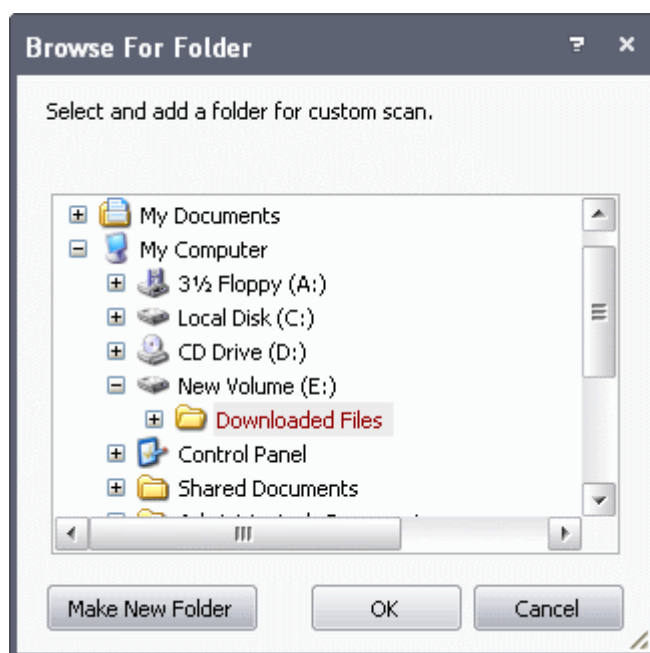 Browse For Folder
Select and add a folder for custom scan.
My Documents
My Computer
3½ Floppy (A:)
Local Disk (C:)
CD Drive (D:)
New Volume (E:)
Downloaded Files
Control Panel
Shared Documents
Make New Folder OK Cancel